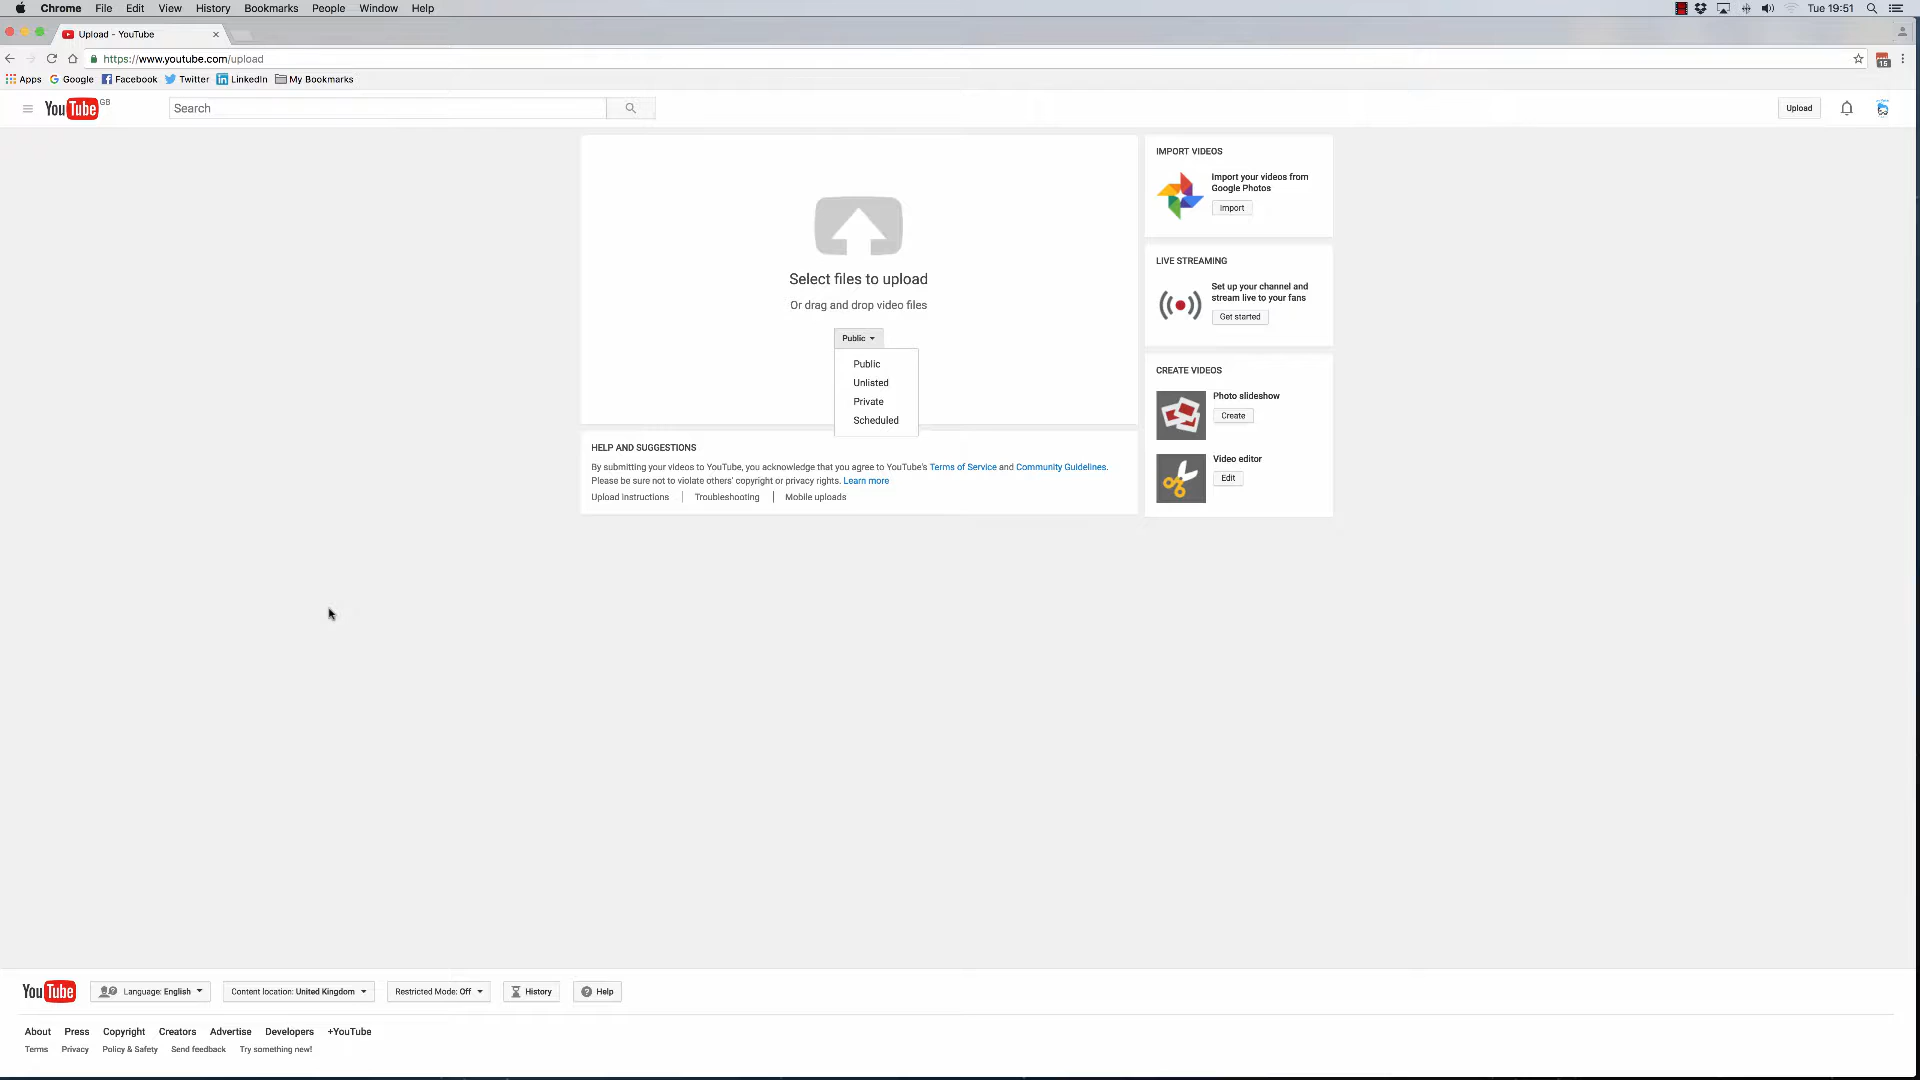 Chrome File Edit View History Bookmarks People Window Help Tue 19:51
Upload - YouTube
https://www.youtube.com/upload 15
Apps Google Facebook Twitter LinkedIn My Bookmarks
YouTube GB Search Upload
Select files to upload
Or drag and drop video files
Public
Public
Unlisted
Private
Scheduled
HELP AND SUGGESTIONS
By submitting your videos to YouTube, you acknowledge that you agree to YouTube's Terms of Service and Community Guidelines.
Please be sure not to violate others' copyright or privacy rights. Learn more
Upload instructions Troubleshooting Mobile uploads
IMPORT VIDEOS
Import your videos from
Google Photos
Import
LIVE STREAMING
Set up your channel and
stream live to your fans
Get started
CREATE VIDEOS
Photo slideshow
Create
Video editor
Edit
YouTube Language: English Content location: United Kingdom Restricted Mode: Off History Help
About Press Copyright Creators Advertise Developers +YouTube
Terms Privacy Policy & Safety Send feedback Try something new!